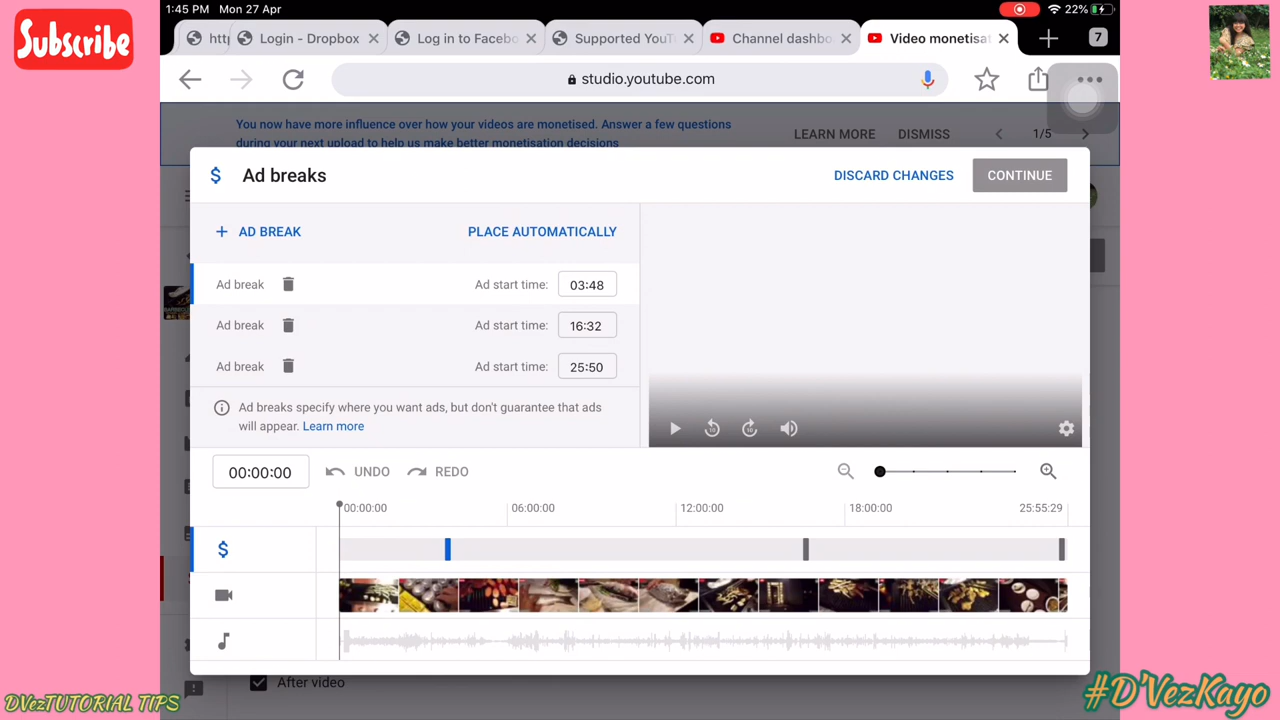 1:45 PM Mon 27 Apr
22%
Subscribe
http
Login - Dropbox
Log in to Faceb
Supported YouT
Channel dashbo
Video monetisat
7
studio.youtube.com
You now have more influence over how your videos are monetised. Answer a few questions
during your next upload to help us make better monetisation decisions
LEARN MORE
DISMISS
1/5
$ Ad breaks
DISCARD CHANGES
CONTINUE
+ AD BREAK
PLACE AUTOMATICALLY
Ad break
Ad start time: 03:48
Ad break
Ad start time: 16:32
Ad break
Ad start time: 25:50
Ad breaks specify where you want ads, but don't guarantee that ads
will appear. Learn more
10
10
00:00:00
UNDO
REDO
00:00:00
06:00:00
12:00:00
18:00:00
25:55:29
$
After video
DVezTUTORIAL TIPS
#D'VezKayo